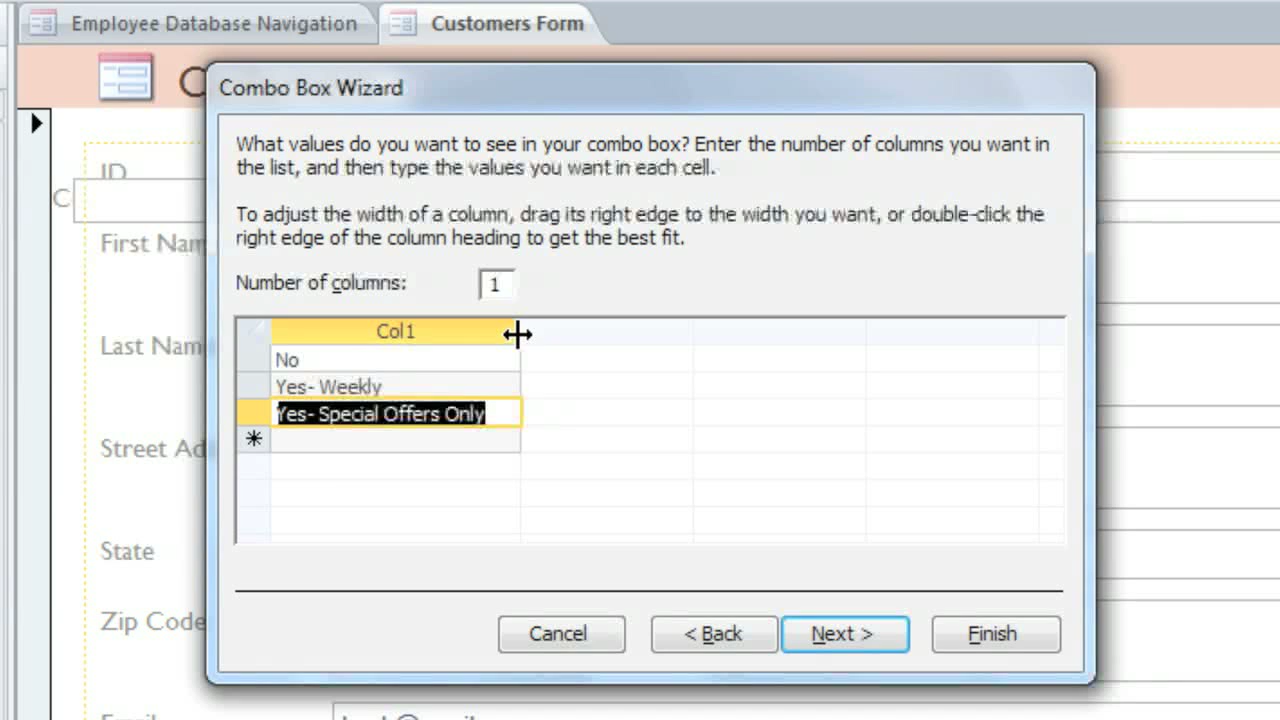 Employee Database Navigation
Customers Form
C
Combo Box Wizard
What values do you want to see in your combo box? Enter the number of columns you want in
the list, and then type the values you want in each cell.
To adjust the width of a column, drag its right edge to the width you want, or double-click the
right edge of the column heading to get the best fit.
Number of columns: 1
Col1
No
Yes- Weekly
Yes- Special Offers Only
*
Cancel
< Back
Next >
Finish
ID
C
First Nam
Last Nam
Street Ad
State
Zip Code
Email